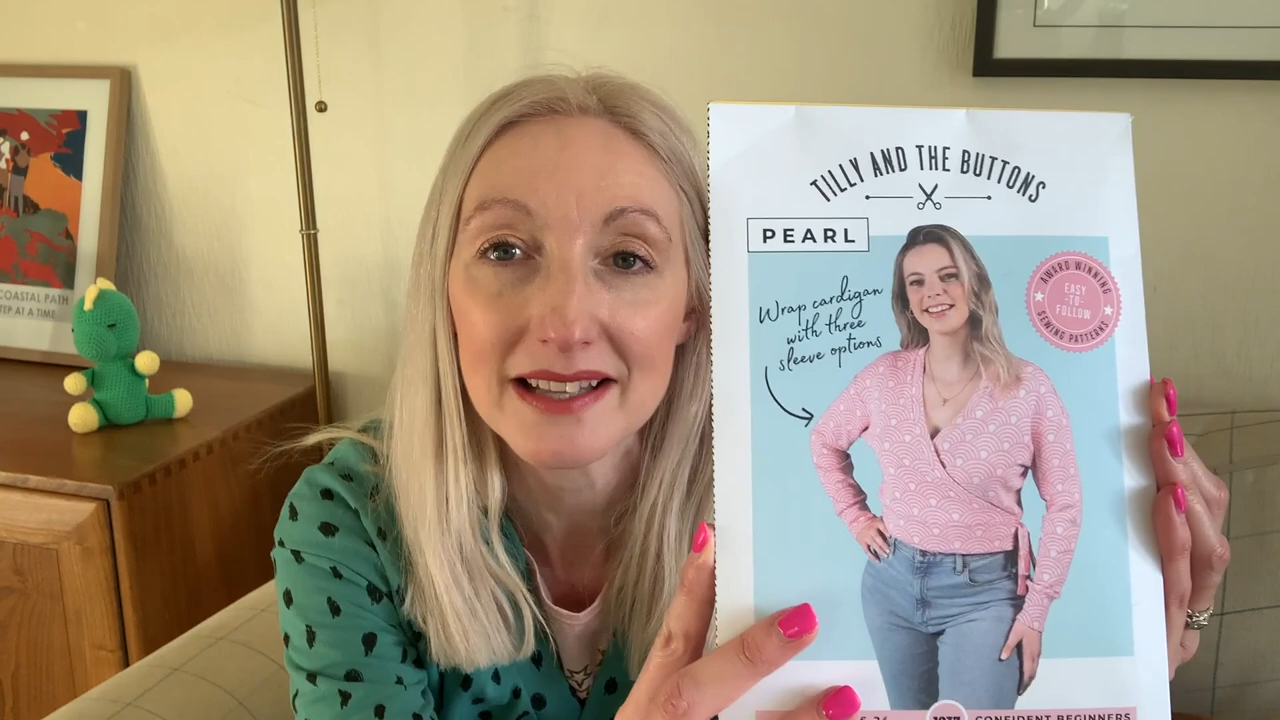 TILLY AND THE BUTTONS
PEARL
Wrap cardigan
with three
sleeve options
AWARD WINNING
EASY
-TO-
FOLLOW
SEWING PATTERNS
COASTAL PATH
STEP AT A TIME
CONFIDENT BEGINNERS